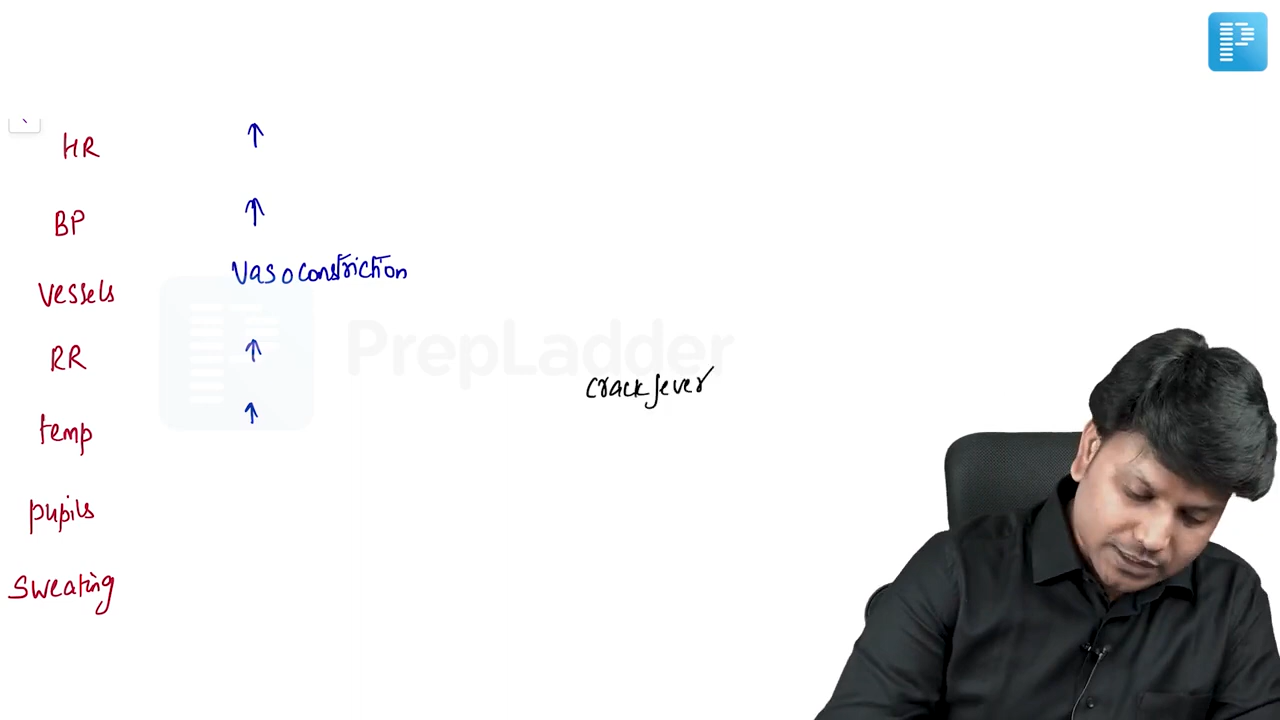 HR ↑
BP ↑
Vasoconstriction
vessels
PrepLadder
RR ↑
crack fever
temp ↑
pupils
sweating